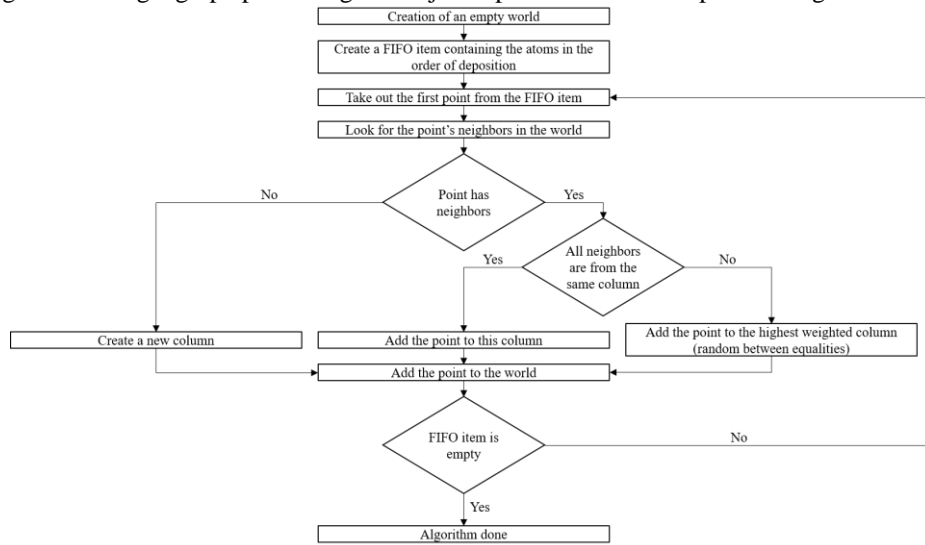 Creation of an empty world
Create a FIFO item containing the atoms in the
order of deposition
Take out the first point from the FIFO item
Look for the point's neighbors in the world
No
Point has
neighbors
Yes
Yes
All neighbors
are from the
same column
No
Create a new column
Add the point to this column
Add the point to the highest weighted column
(random between equalities)
Add the point to the world
FIFO item is
empty
No
Yes
Algorithm done